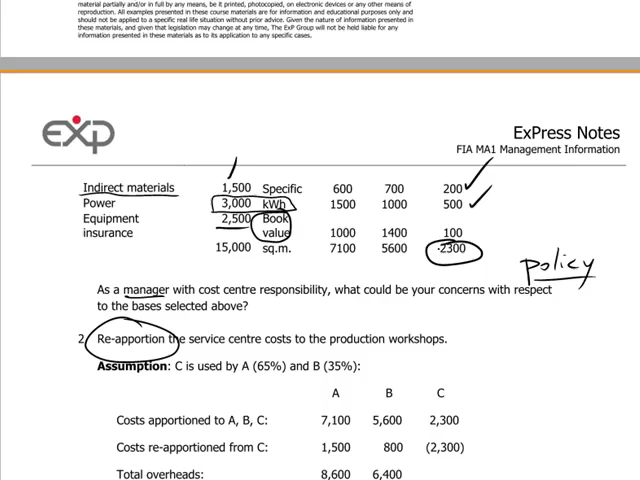 material partially and/or in full by any means, be it printed, photocopied, on electronic devices or any other means of
reproduction. All examples presented in these course materials are for information and educational purposes only and
should not be applied to a specific real life situation without prior advice. Given the nature of information presented in
these materials, and given that legislation may change at any time, The ExP Group will not be held liable for any
information presented in these materials as to its application to any specific cases.
exp
ExPress Notes
FIA MA1 Management Information
Indirect materials 1,500 Specific 600 700 200
Power 3,000 kWh 1500 1000 500
Equipment 2,500 Book
insurance value 1000 1400 100
15,000 sq.m. 7100 5600 2300
policy
As a manager with cost centre responsibility, what could be your concerns with respect
to the bases selected above?
2 Re-apportion the service centre costs to the production workshops.
Assumption: C is used by A (65%) and B (35%):
A B C
Costs apportioned to A, B, C: 7,100 5,600 2,300
Costs re-apportioned from C: 1,500 800 (2,300)
Total overheads: 8,600 6,400